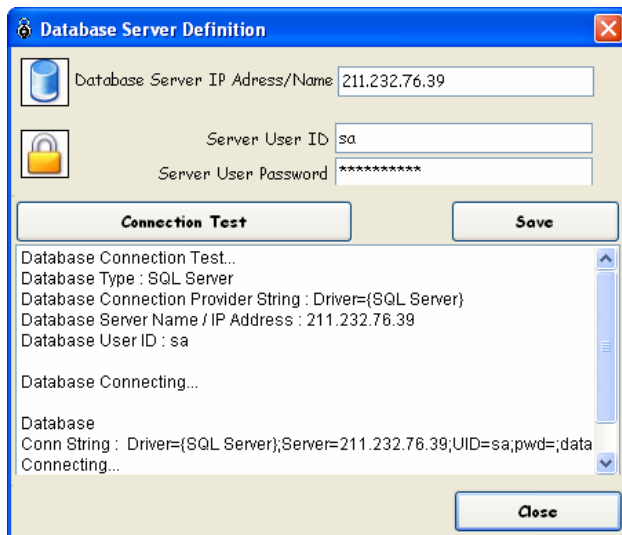 Database Server Definition
Database Server IP Adress/Name 211.232.76.39
Server User ID sa
Server User Password **********
Connection Test Save
Database Connection Test...
Database Type : SQL Server
Database Connection Provider String : Driver={SQL Server}
Database Server Name / IP Address : 211.232.76.39
Database User ID : sa
Database Connecting...
Database
Conn String :  Driver={SQL Server};Server=211.232.76.39;UID=sa;pwd=;data
Connecting...
Close